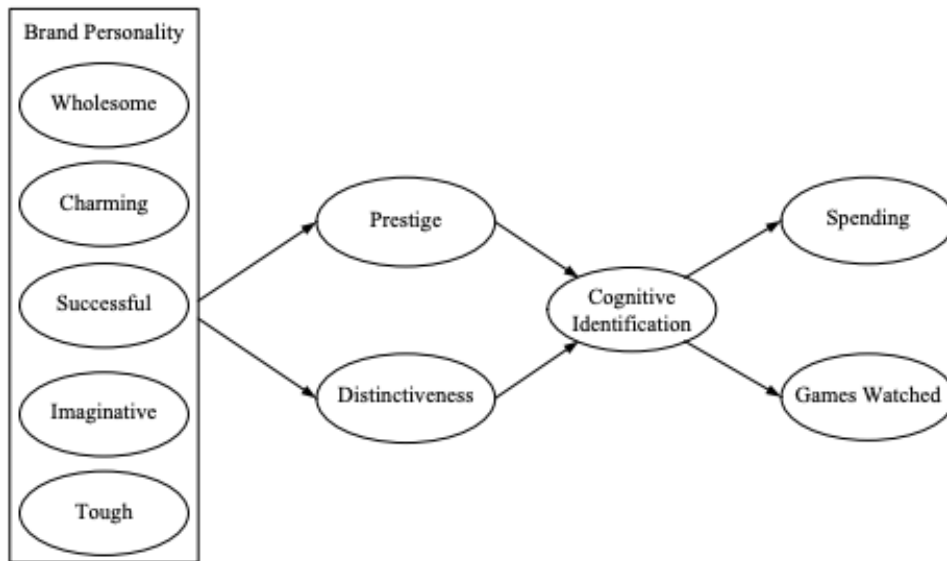 Brand Personality
Wholesome
Charming
Successful
Imaginative
Tough
Prestige
Distinctiveness
Cognitive
Identification
Spending
Games Watched